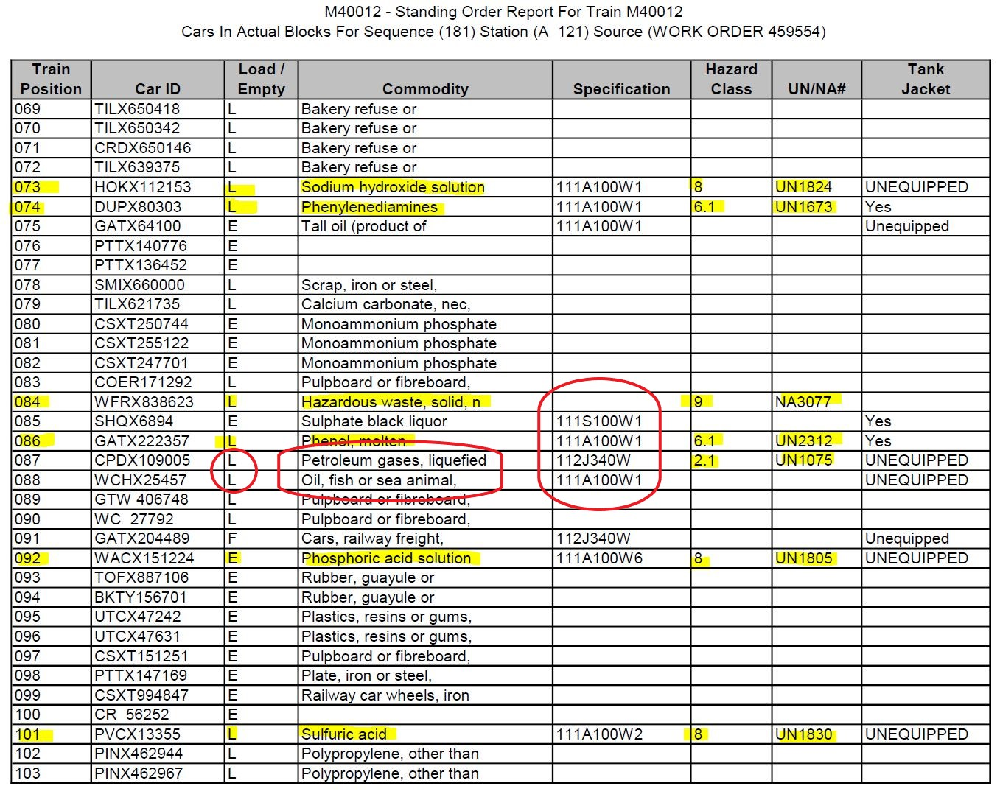 M40012 - Standing Order Report For Train M40012
Cars In Actual Blocks For Sequence (181) Station (A 121) Source (WORK ORDER 459554)
Train Position Car ID Load / Empty Commodity Specification Hazard Class UN/NA# Tank Jacket
069 TILX650418 L Bakery refuse or
070 TILX650342 L Bakery refuse or
071 CRDX650146 L Bakery refuse or
072 TILX639375 L Bakery refuse or
073 HOKX112153 L Sodium hydroxide solution 111A100W1 8 UN1824 UNEQUIPPED
074 DUPX80303 L Phenylenediamines 111A100W1 6.1 UN1673 Yes
075 GATX64100 E Tall oil (product of 111A100W1 Unequipped
076 PTTX140776 E
077 PTTX136452 E
078 SMIX660000 L Scrap, iron or steel,
079 TILX621735 L Calcium carbonate, nec,
080 CSXT250744 E Monoammonium phosphate
081 CSXT255122 E Monoammonium phosphate
082 CSXT247701 E Monoammonium phosphate
083 COER171292 L Pulpboard or fibreboard,
084 WFRX838623 L Hazardous waste, solid, n 9 NA3077
085 SHQX6894 E Sulphate black liquor 111S100W1 Yes
086 GATX222357 L Phenol, molten 111A100W1 6.1 UN2312 Yes
087 CPDX109005 L Petroleum gases, liquefied 112J340W 2.1 UN1075 UNEQUIPPED
088 WCHX25457 L Oil, fish or sea animal, 111A100W1 UNEQUIPPED
089 GTW 406748 L Pulpboard or fibreboard,
090 WC 27792 L Pulpboard or fibreboard,
091 GATX204489 F Cars, railway freight, 112J340W Unequipped
092 WACX151224 E Phosphoric acid solution 111A100W6 8 UN1805 UNEQUIPPED
093 TOFX887106 E Rubber, guayule or
094 BKTY156701 E Rubber, guayule or
095 UTCX47242 E Plastics, resins or gums,
096 UTCX47631 E Plastics, resins or gums,
097 CSXT151251 E Pulpboard or fibreboard,
098 PTTX147169 E Plate, iron or steel,
099 CSXT994847 E Railway car wheels, iron
100 CR 56252 E
101 PVCX13355 L Sulfuric acid 111A100W2 8 UN1830 UNEQUIPPED
102 PINX462944 L Polypropylene, other than
103 PINX462967 L Polypropylene, other than